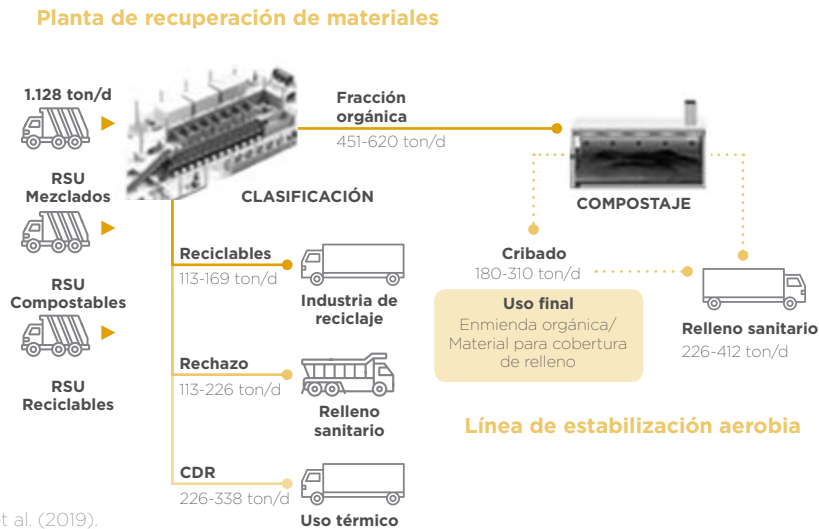 Planta de recuperación de materiales
1.128 ton/d
RSU
Mezclados
RSU
Compostables
RSU
Reciclables
CLASIFICACIÓN
Fracción
orgánica
451-620 ton/d
COMPOSTAJE
Reciclables
113-169 ton/d
Industria de
reciclaje
Rechazo
113-226 ton/d
Relleno
sanitario
CDR
226-338 ton/d
Uso térmico
Cribado
180-310 ton/d
Uso final
Enmienda orgánica/
Material para cobertura
de relleno
Relleno sanitario
226-412 ton/d
Línea de estabilización aerobia
et al. (2019).